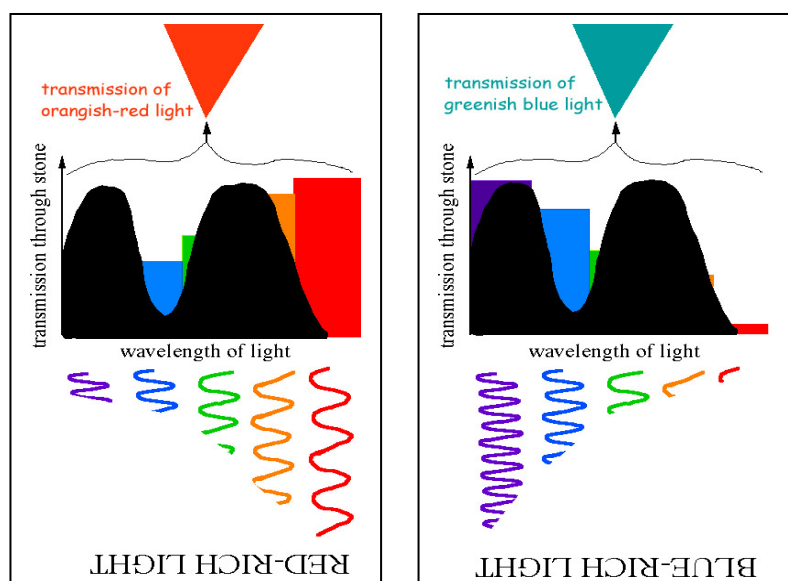 transmission of
orangish-red light
transmission through stone
wavelength of light
RED-RICH LIGHT
transmission of
greenish blue light
transmission through stone
wavelength of light
BLUE-RICH LIGHT